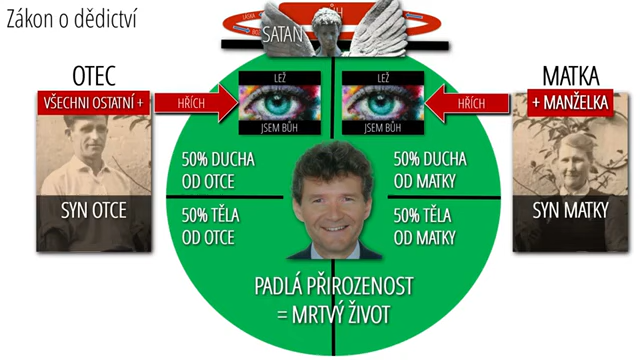 Zákon o dědictví
LÁSKA
SATAN
OTEC
VŠICHNI OSTATNÍ +
HŘÍCH
LEŽ
JSEM BŮH
LEŽ
JSEM BŮH
HŘÍCH
MATKA
+ MANŽELKA
50% DUCHA
OD OTCE
50% DUCHA
OD MATKY
SYN OTCE
50% TĚLA
OD OTCE
50% TĚLA
OD MATKY
SYN MATKY
PADLÁ PŘIROZENOST
= MRTVÝ ŽIVOT